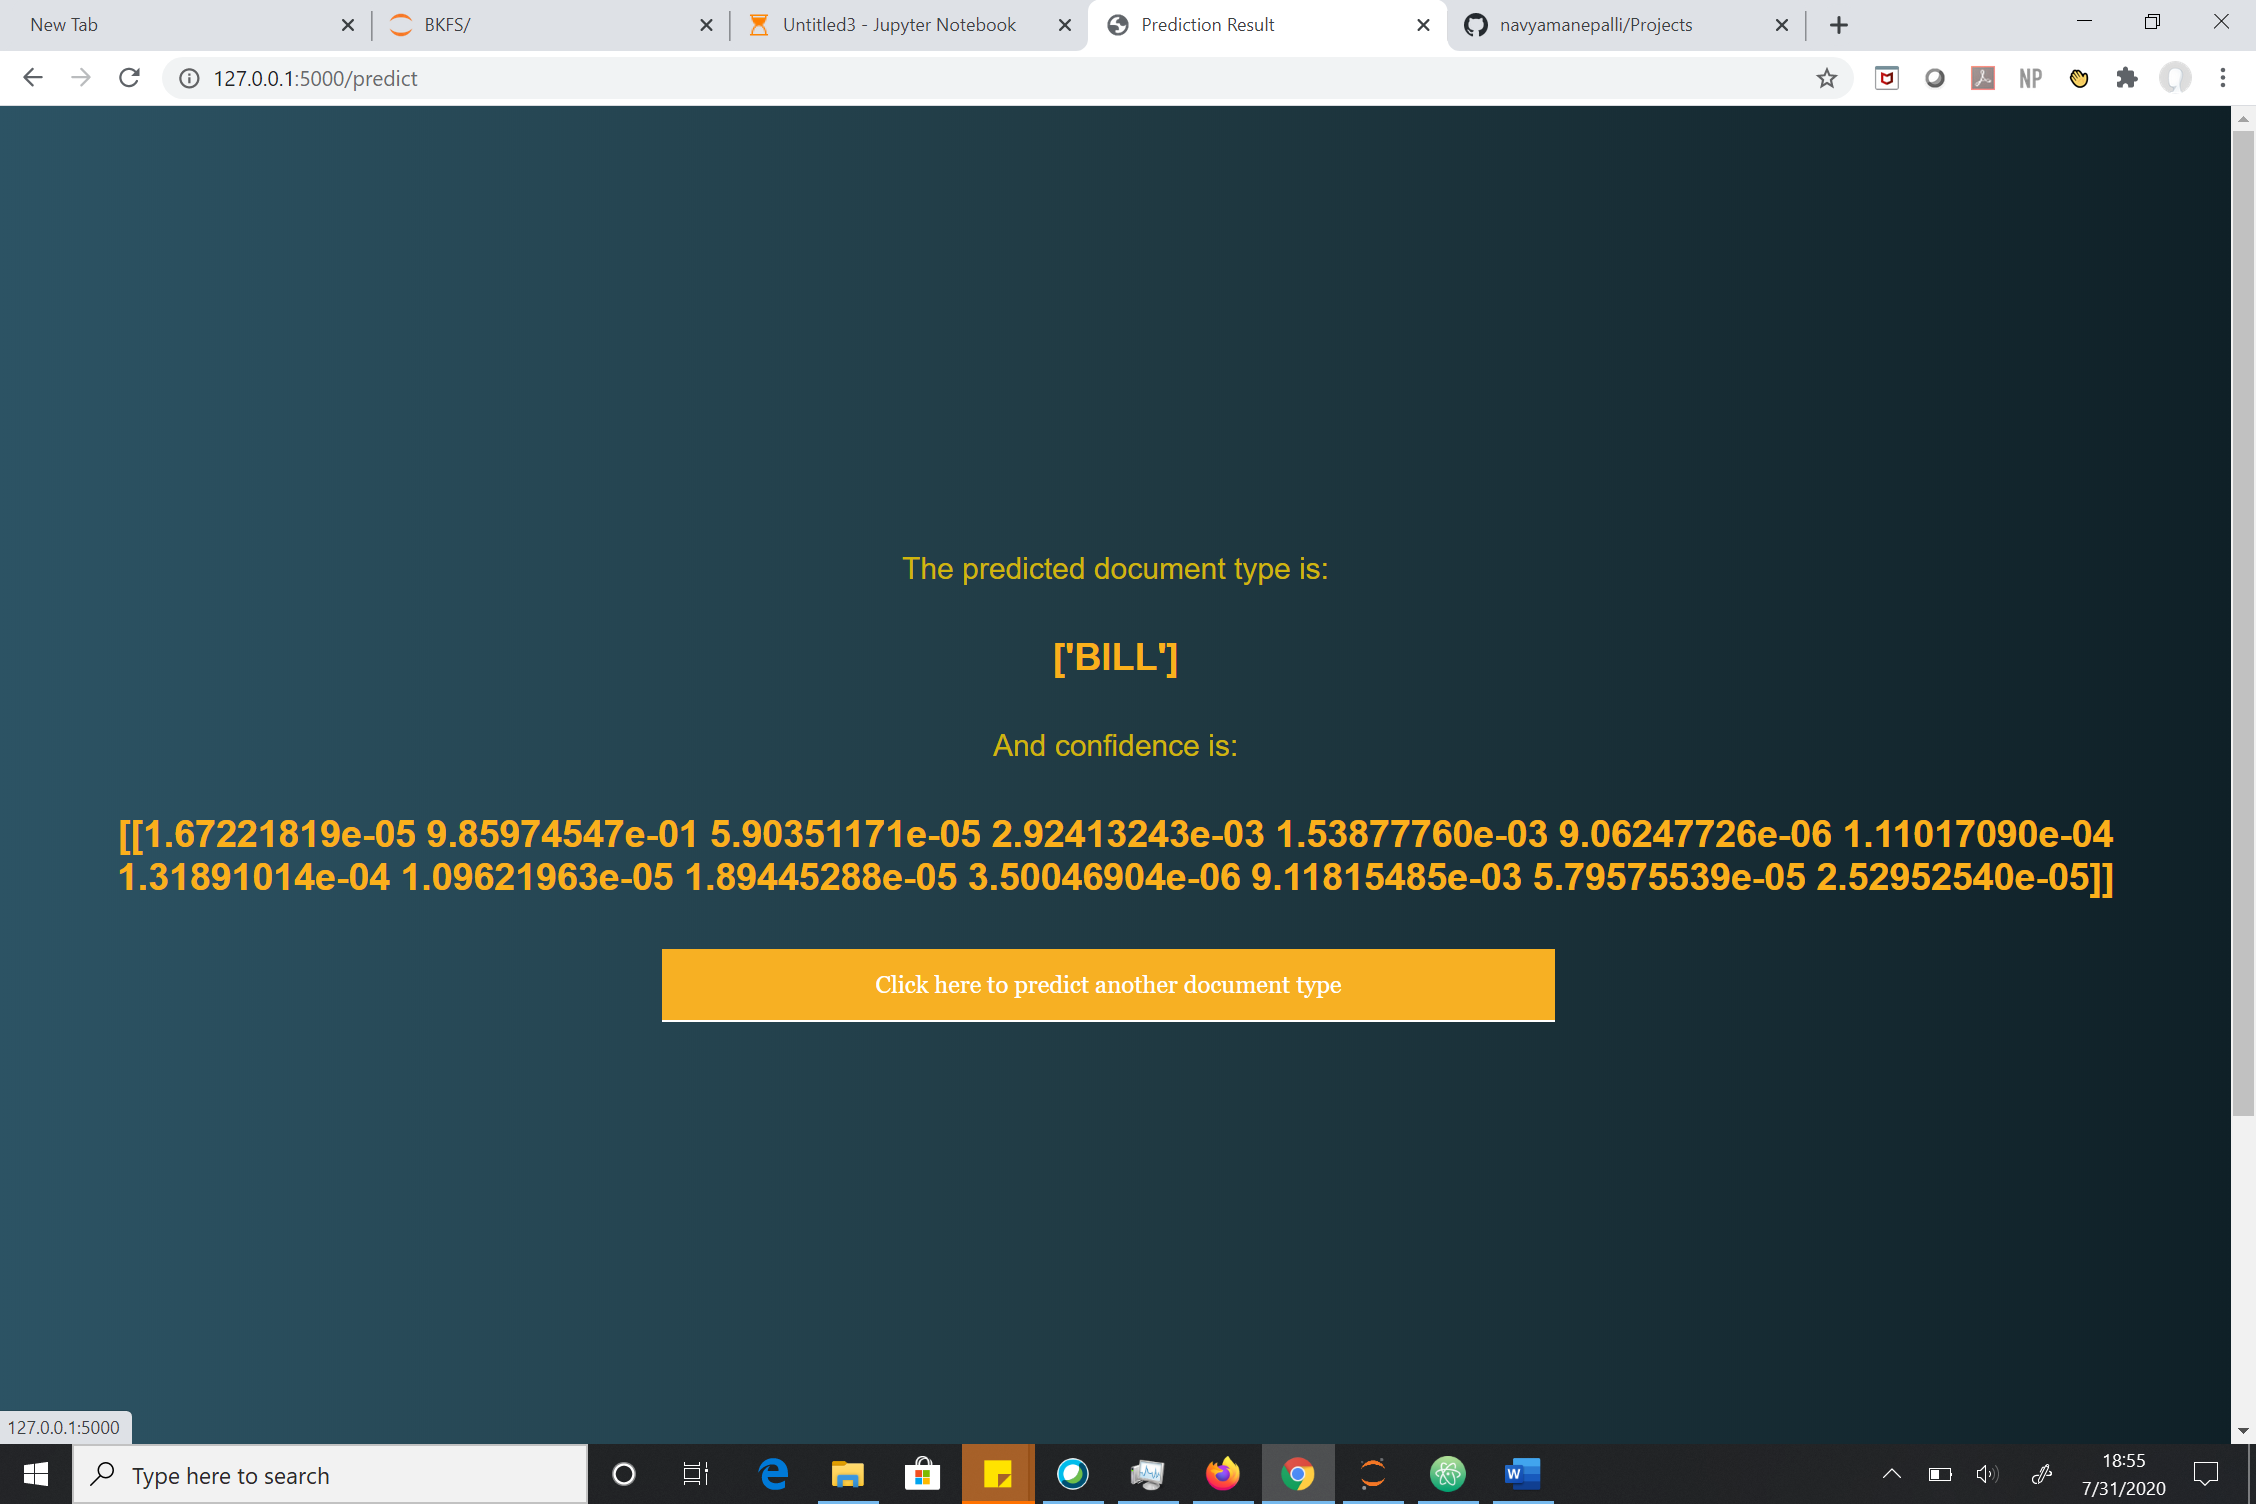 New Tab
BKFS/
Untitled3 - Jupyter Notebook
Prediction Result
navyamanepalli/Projects
127.0.0.1:5000/predict
NP
The predicted document type is:
['BILL']
And confidence is:
[[1.67221819e-05 9.85974547e-01 5.90351171e-05 2.92413243e-03 1.53877760e-03 9.06247726e-06 1.11017090e-04
1.31891014e-04 1.09621963e-05 1.89445288e-05 3.50046904e-06 9.11815485e-03 5.79575539e-05 2.52952540e-05]]
Click here to predict another document type
127.0.0.1:5000
Type here to search
W
18:55
7/31/2020